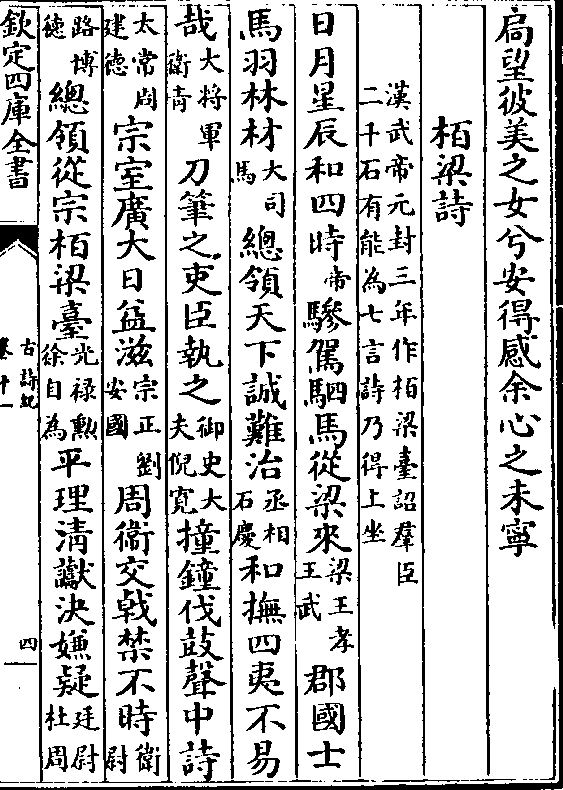 扃望彼美之女兮安得感余心之未寧
栢梁詩
漢武帝元封三年作栢梁臺詔羣臣
二千石有能為七言詩乃得上坐
日月星辰和四時帝驂駕駟馬從梁來梁王孝王武郡國士
馬羽林材大司馬總領天下誠難治丞相石慶和撫四夷不易
哉大將軍衛青刀筆之吏臣執之御史大夫倪寛撞鐘伐鼓聲中詩
太常周建德宗室廣大日益滋宗正劉安國周衛交戟禁不時衛尉
路博德總領從宗栢梁臺光禄勲徐自為平理清讞決嫌疑廷尉杜周
欽定四庫全書
古詩紀
卷十一
四